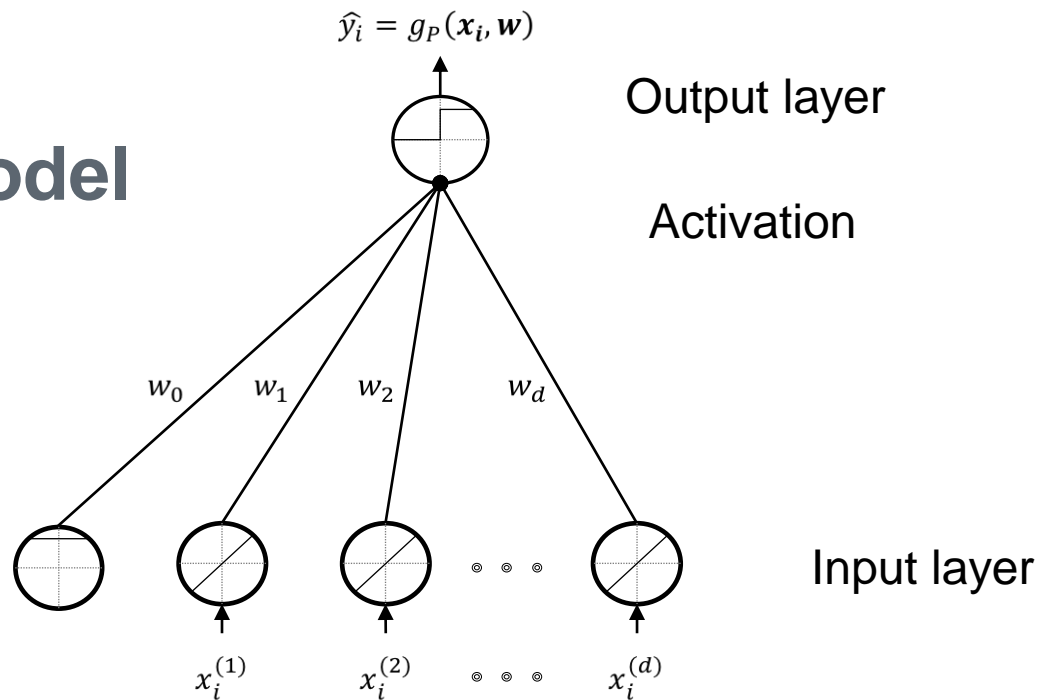 ŷᵢ = g_P(𝒙ᵢ, 𝒘)
Output layer
odel
Activation
w₀ w₁ w₂ w_d
Input layer
xᵢ⁽¹⁾ xᵢ⁽²⁾ xᵢ⁽ᵈ⁾